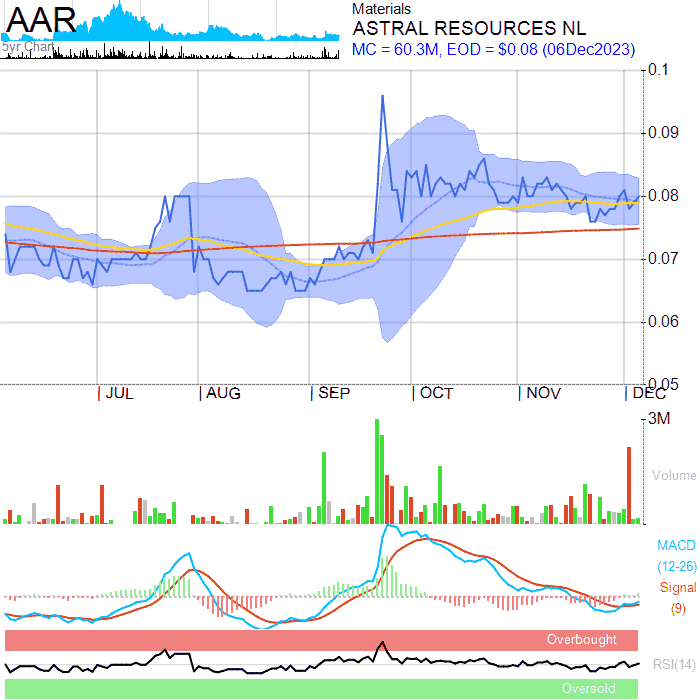 AAR
5yr Chart
Materials
ASTRAL RESOURCES NL
MC = 60.3M, EOD = $0.08 (06Dec2023)
0.1
0.09
0.08
0.07
0.06
0.05
JUL AUG SEP OCT NOV DEC
3M
Volume
MACD
(12-26)
Signal
(9)
Overbought
RSI(14)
Oversold